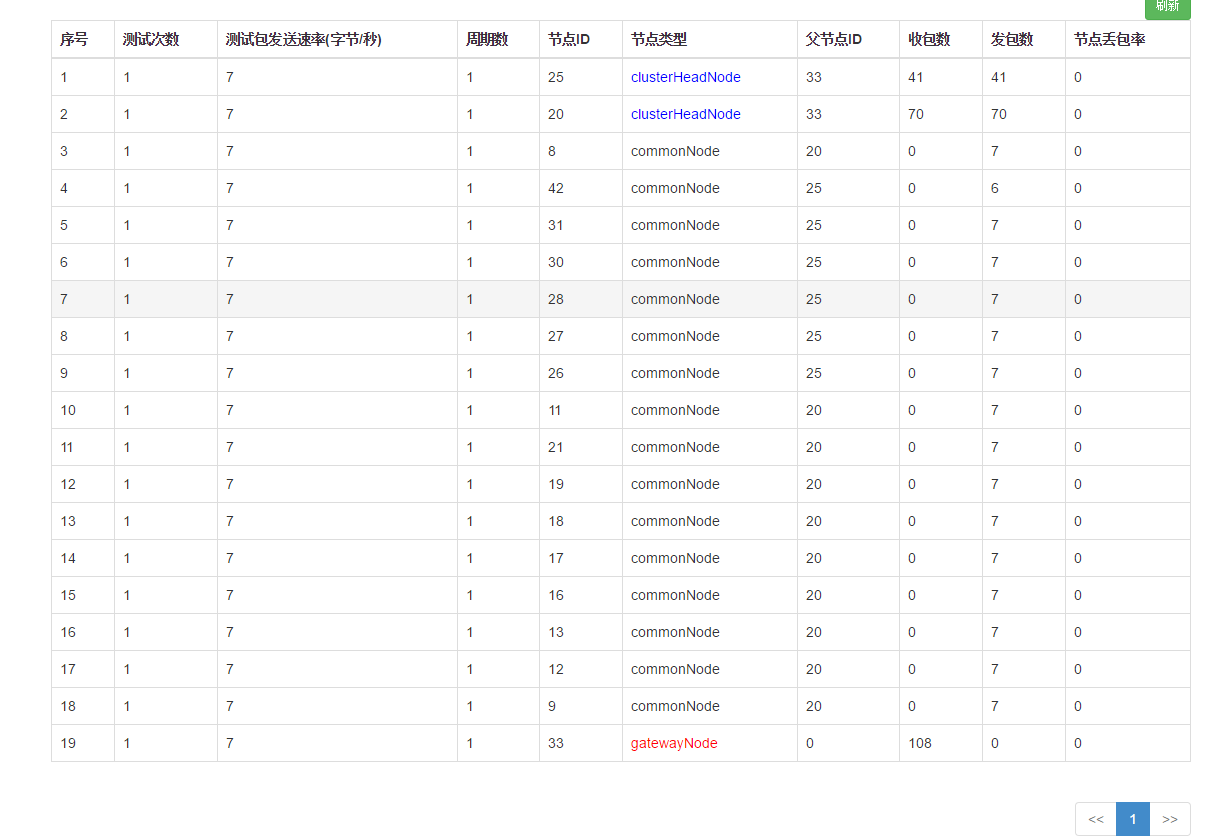 刷新
序号 测试次数 测试包发送速率(字节/秒) 周期数 节点ID 节点类型 父节点ID 收包数 发包数 节点丢包率
1 1 7 1 25 clusterHeadNode 33 41 41 0
2 1 7 1 20 clusterHeadNode 33 70 70 0
3 1 7 1 8 commonNode 20 0 7 0
4 1 7 1 42 commonNode 25 0 6 0
5 1 7 1 31 commonNode 25 0 7 0
6 1 7 1 30 commonNode 25 0 7 0
7 1 7 1 28 commonNode 25 0 7 0
8 1 7 1 27 commonNode 25 0 7 0
9 1 7 1 26 commonNode 25 0 7 0
10 1 7 1 11 commonNode 20 0 7 0
11 1 7 1 21 commonNode 20 0 7 0
12 1 7 1 19 commonNode 20 0 7 0
13 1 7 1 18 commonNode 20 0 7 0
14 1 7 1 17 commonNode 20 0 7 0
15 1 7 1 16 commonNode 20 0 7 0
16 1 7 1 13 commonNode 20 0 7 0
17 1 7 1 12 commonNode 20 0 7 0
18 1 7 1 9 commonNode 20 0 7 0
19 1 7 1 33 gatewayNode 0 108 0 0
<< 1 >>